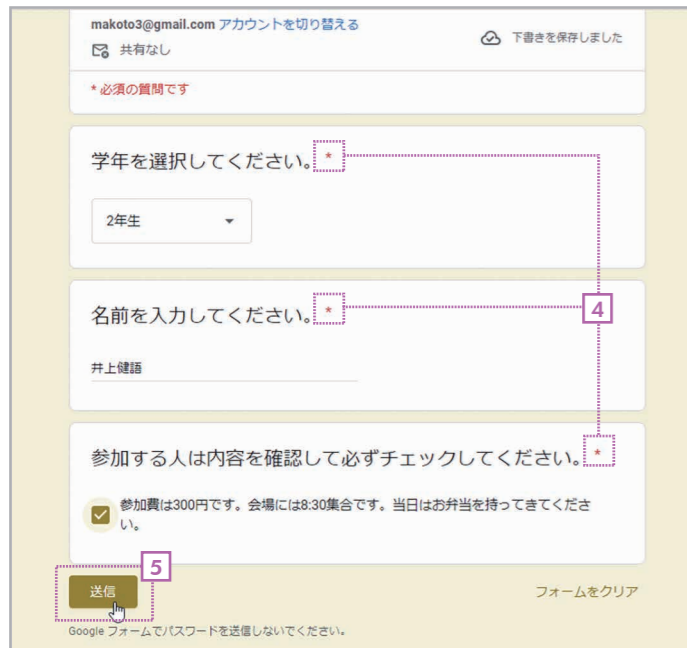 makoto3@gmail.com アカウントを切り替える
共有なし
下書きを保存しました
* 必須の質問です
学年を選択してください。 *
2年生
4
名前を入力してください。 *
井上健語
参加する人は内容を確認して必ずチェックしてください。 *
参加費は300円です。会場には8:30集合です。当日はお弁当を持ってきてくださ
い。
5
送信
フォームをクリア
Google フォームでパスワードを送信しないでください。